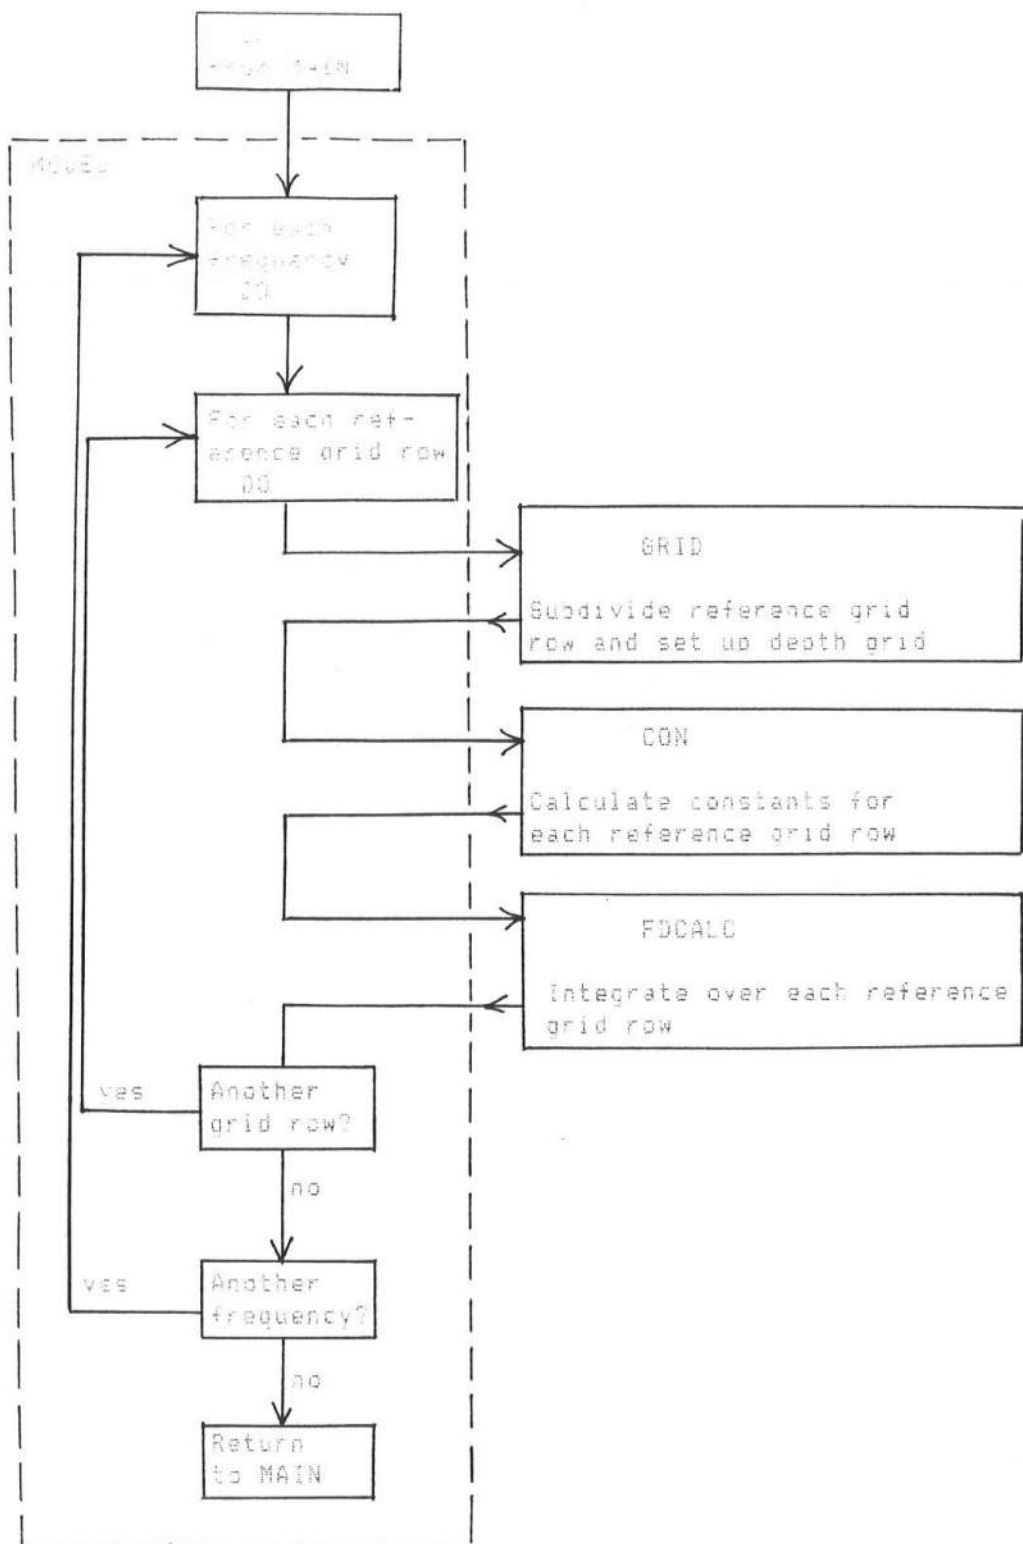 from MAIN
MODEL
For each
frequency
DO
For each ref-
erence grid row
DO
GRID
Subdivide reference grid
row and set up depth grid
CON
Calculate constants for
each reference grid row
FDCALC
Integrate over each reference
grid row
Another
grid row?
yes
no
Another
frequency?
yes
no
Return
to MAIN